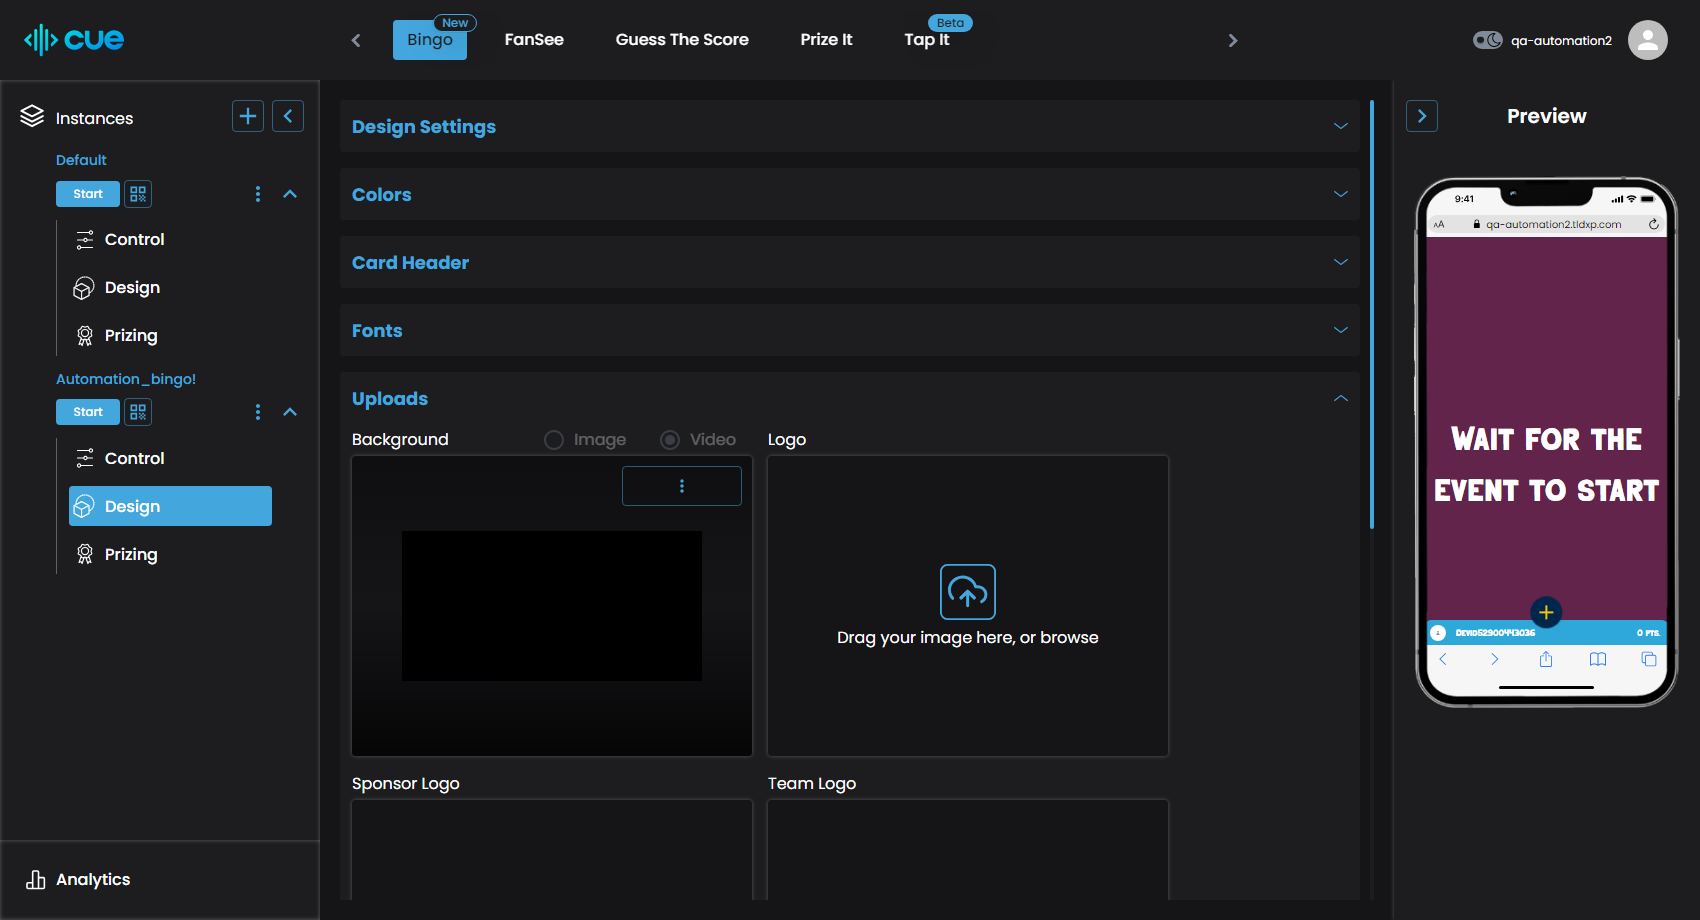 cue
Bingo
New
FanSee
Guess The Score
Prize It
Tap It
Beta
qa-automation2
Instances
Default
Start
Control
Design
Prizing
Automation_bingo!
Start
Control
Design
Prizing
Analytics
Design Settings
Colors
Card Header
Fonts
Uploads
Background
Image
Video
Logo
Drag your image here, or browse
Sponsor Logo
Team Logo
Preview
9:41
AA
qa-automation2.tldxp.com
WAIT FOR THE
EVENT TO START
DEVID52900443036
0 PTS.